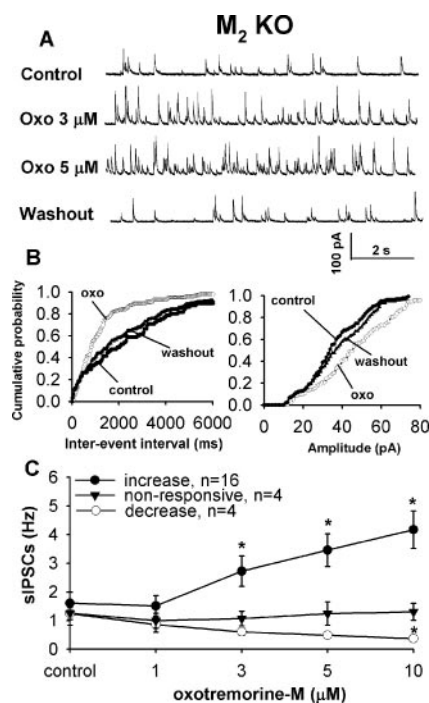 M₂ KO
A
Control
Oxo 3 μM
Oxo 5 μM
Washout
100 pA
2 s
B
Cumulative probability
1.0
0.8
0.6
0.4
0.2
0.0
oxo
washout
control
0 2000 4000 6000
Inter-event interval (ms)
1.0
0.8
0.6
0.4
0.2
0.0
control
washout
oxo
0 20 40 60 80
Amplitude (pA)
C
sIPSCs (Hz)
6
5
4
3
2
1
0
increase, n=16
non-responsive, n=4
decrease, n=4
* * *
*
control 1 3 5 10
oxotremorine-M (μM)